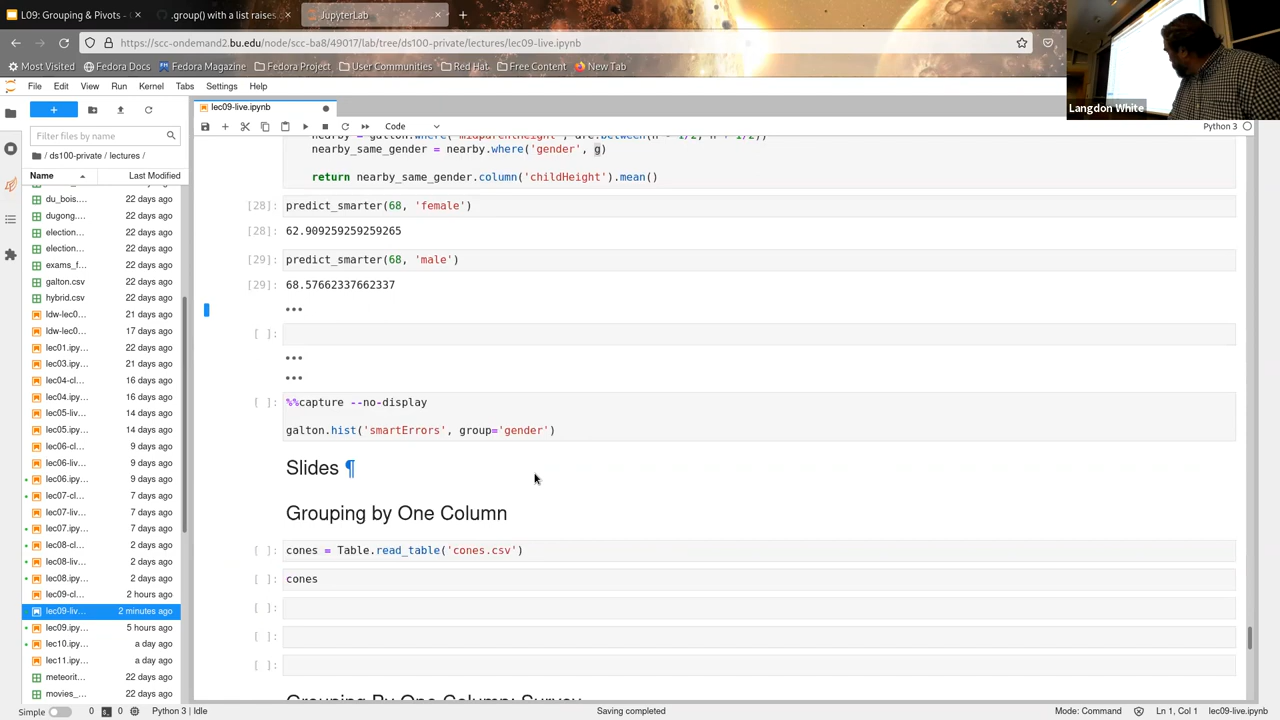 L09: Grouping & Pivots -
.group() with a list raises
JupyterLab
https://scc-ondemand2.bu.edu/node/scc-ba8/49017/lab/tree/ds100-private/lectures/lec09-live.ipynb
Most Visited
Fedora Docs
Fedora Magazine
Fedora Project
User Communities
Red Hat
Free Content
New Tab
Langdon White
File Edit View Run Kernel Tabs Settings Help
lec09-live.ipynb
Code
Python 3
Filter files by name
/ ds100-private / lectures /
Name Last Modified
du_bois.... 22 days ago
dugong.... 22 days ago
election... 22 days ago
election... 22 days ago
exams_f... 22 days ago
galton.csv 22 days ago
hybrid.csv 22 days ago
ldw-lec0... 21 days ago
ldw-lec0... 17 days ago
lec01.ipy... 22 days ago
lec03.ipy... 21 days ago
lec04-cl... 16 days ago
lec04.ipy... 16 days ago
lec05-liv... 14 days ago
lec05.ipy... 14 days ago
lec06-cl... 9 days ago
lec06-liv... 9 days ago
lec06.ipy... 9 days ago
lec07-cl... 7 days ago
lec07-liv... 7 days ago
lec07.ipy... 7 days ago
lec08-cl... 2 days ago
lec08-liv... 2 days ago
lec08.ipy... 2 days ago
lec09-cl... 2 hours ago
lec09-liv... 2 minutes ago
lec09.ipy... 5 hours ago
lec10.ipy... a day ago
lec11.ipy... a day ago
meteorit... 22 days ago
movies_... 22 days ago
nearby_same_gender = nearby.where('gender', g)
return nearby_same_gender.column('childHeight').mean()
[28]: predict_smarter(68, 'female')
[28]: 62.909259259259265
[29]: predict_smarter(68, 'male')
[29]: 68.57662337662337
•••
[ ]:
•••
•••
[ ]: %%capture --no-display
galton.hist('smartErrors', group='gender')
Slides ¶
Grouping by One Column
[ ]: cones = Table.read_table('cones.csv')
[ ]: cones
[ ]:
[ ]:
[ ]:
Grouping By One Column: Survey
Simple 0 0 Python 3 | Idle Saving completed Mode: Command Ln 1, Col 1 lec09-live.ipynb